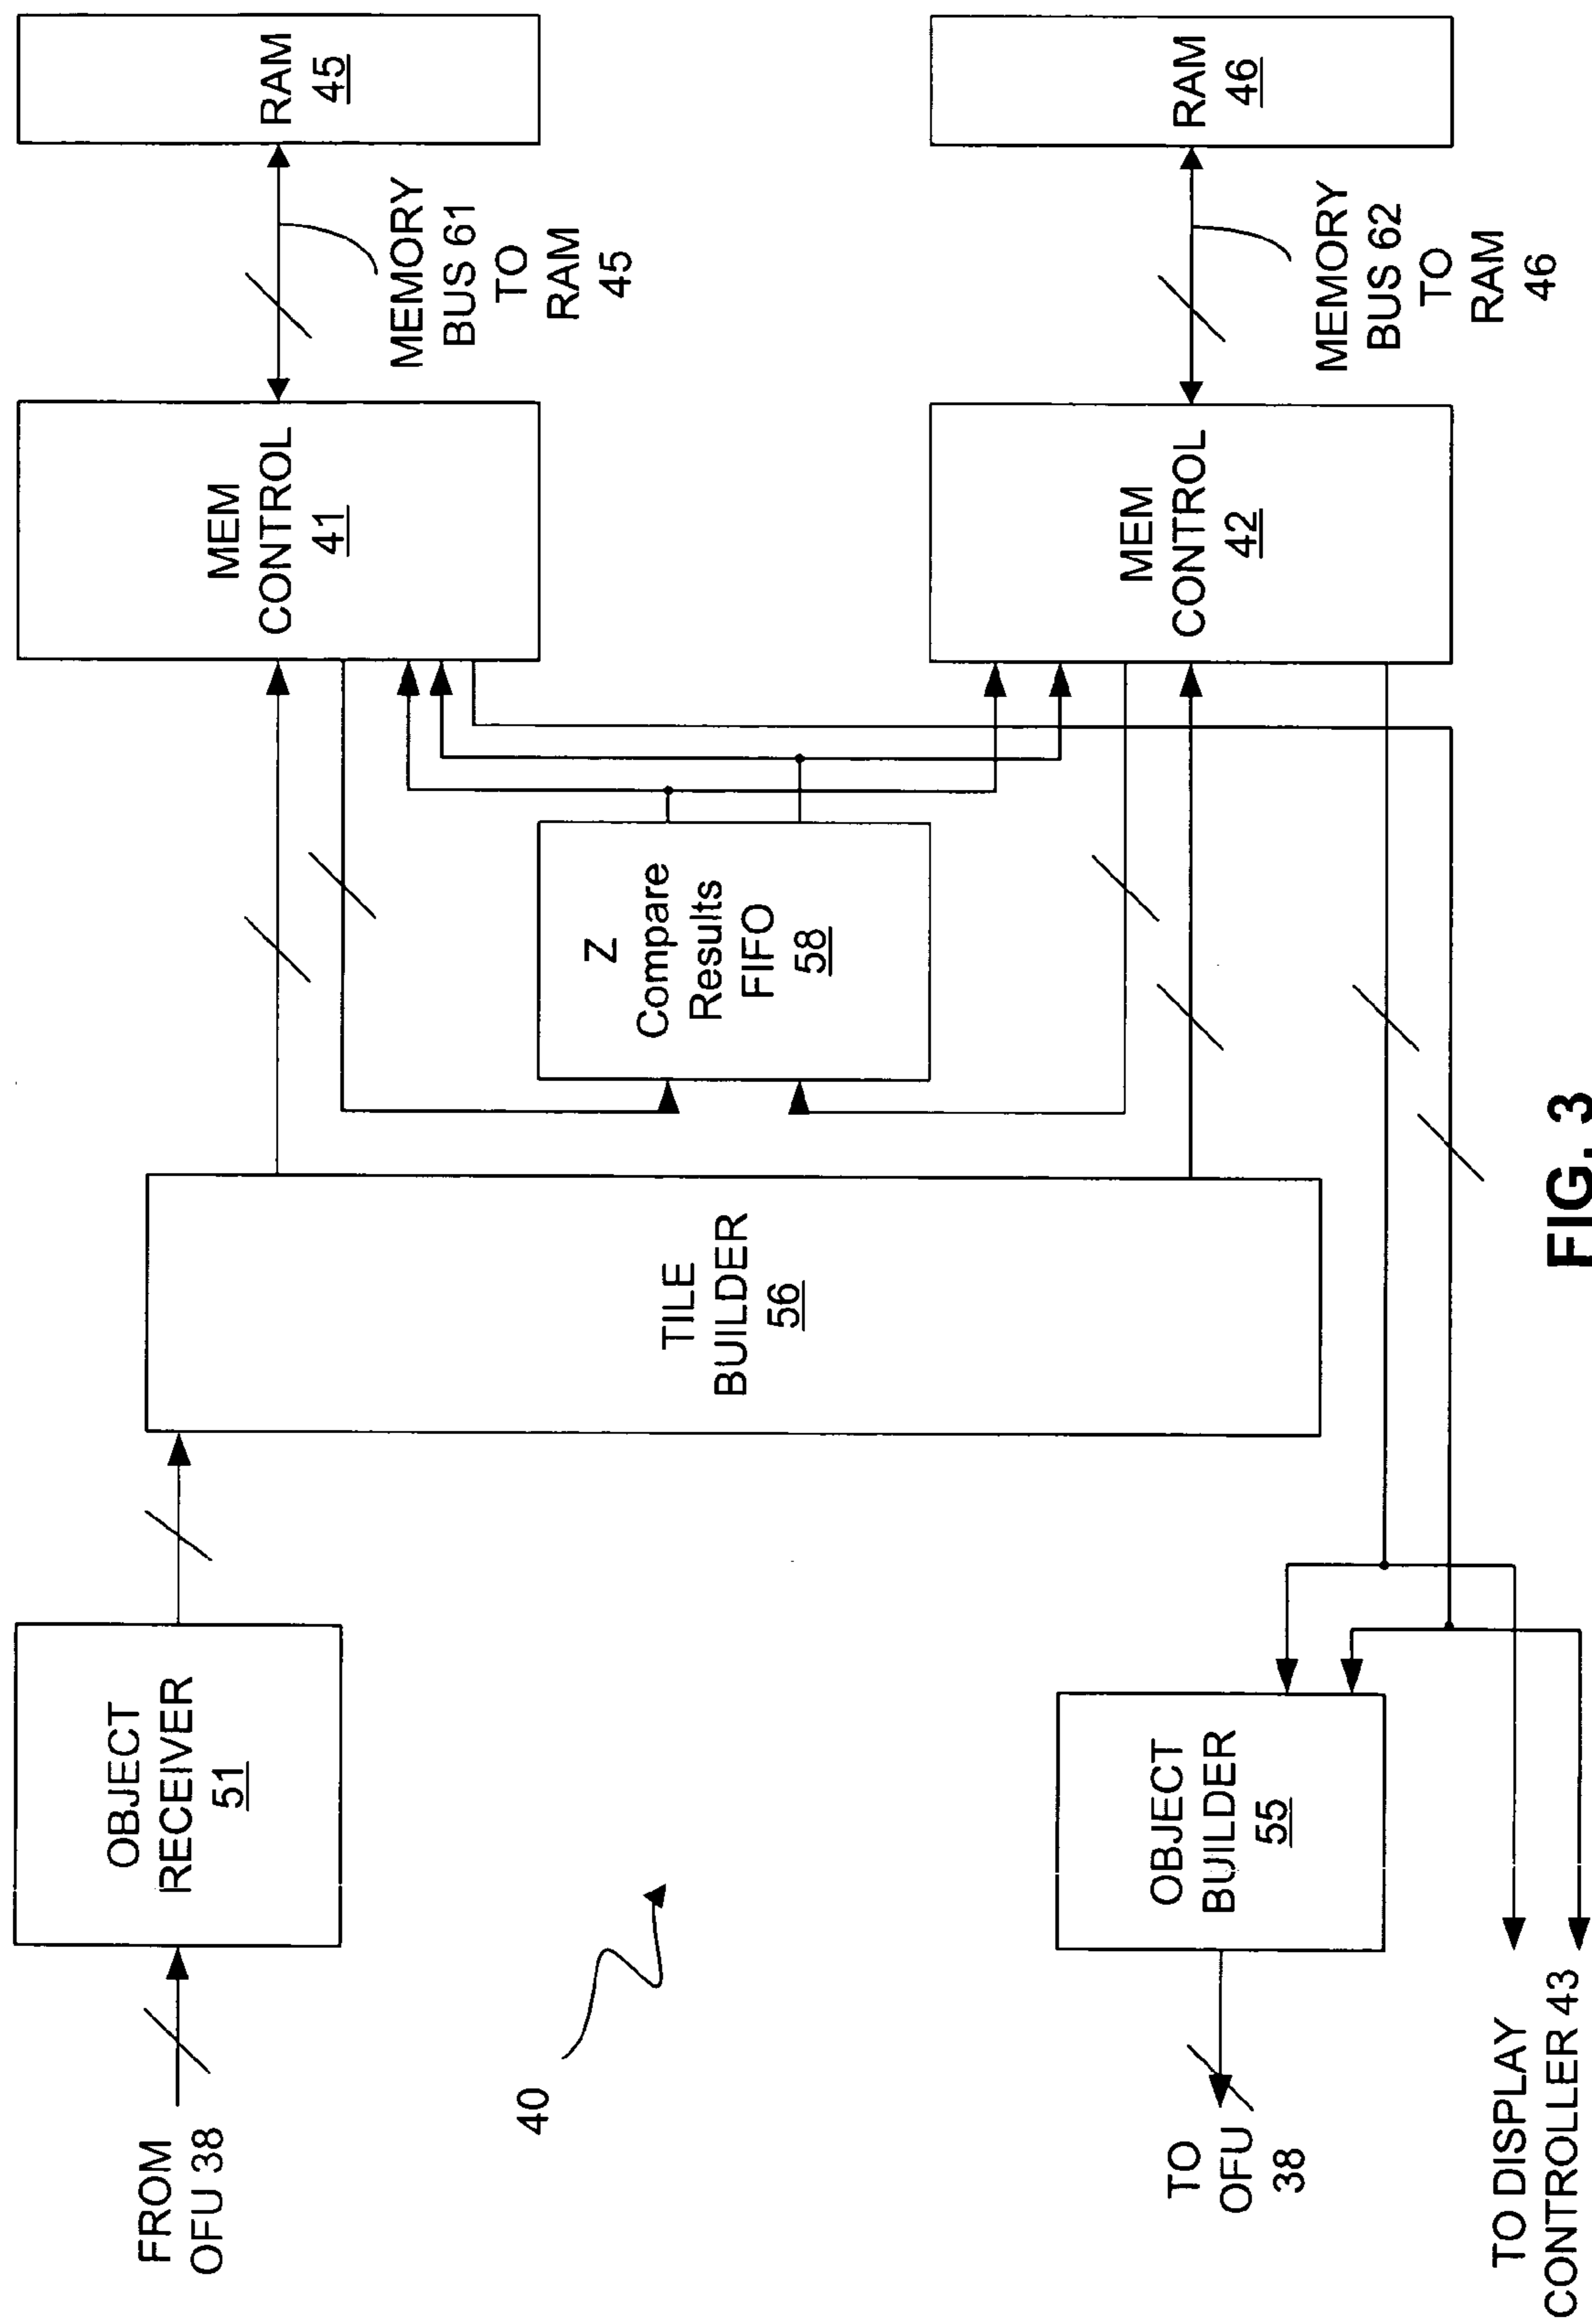 FROM
OFU 38
OBJECT
RECEIVER
51
TILE
BUILDER
56
MEM
CONTROL
41
MEMORY
BUS 61
TO
RAM
45
RAM
45
Z
Compare
Results
FIFO
58
40
TO
OFU
38
OBJECT
BUILDER
55
MEM
CONTROL
42
MEMORY
BUS 62
TO
RAM
46
RAM
46
TO DISPLAY
CONTROLLER 43
FIG. 3